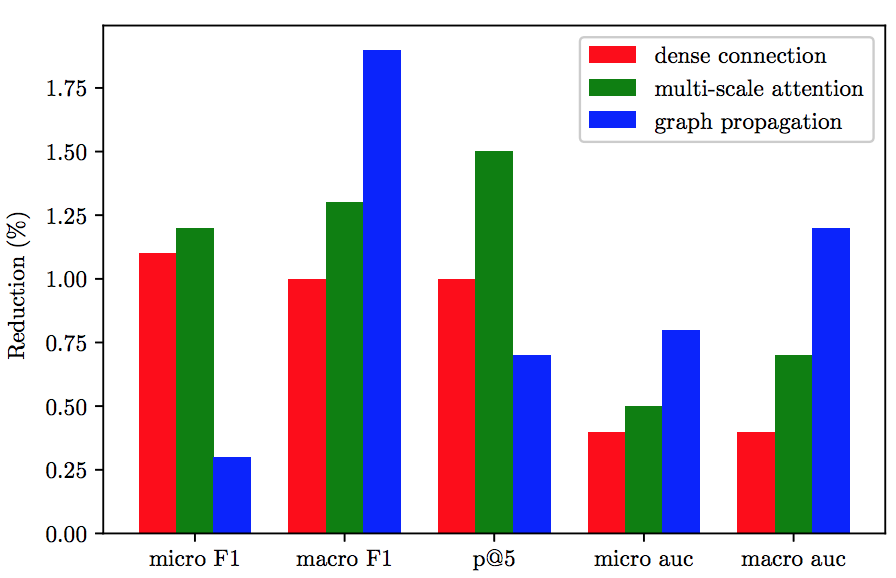 dense connection
multi-scale attention
graph propagation
Reduction (%)
1.75
1.50
1.25
1.00
0.75
0.50
0.25
0.00
micro F1 macro F1 p@5 micro auc macro auc